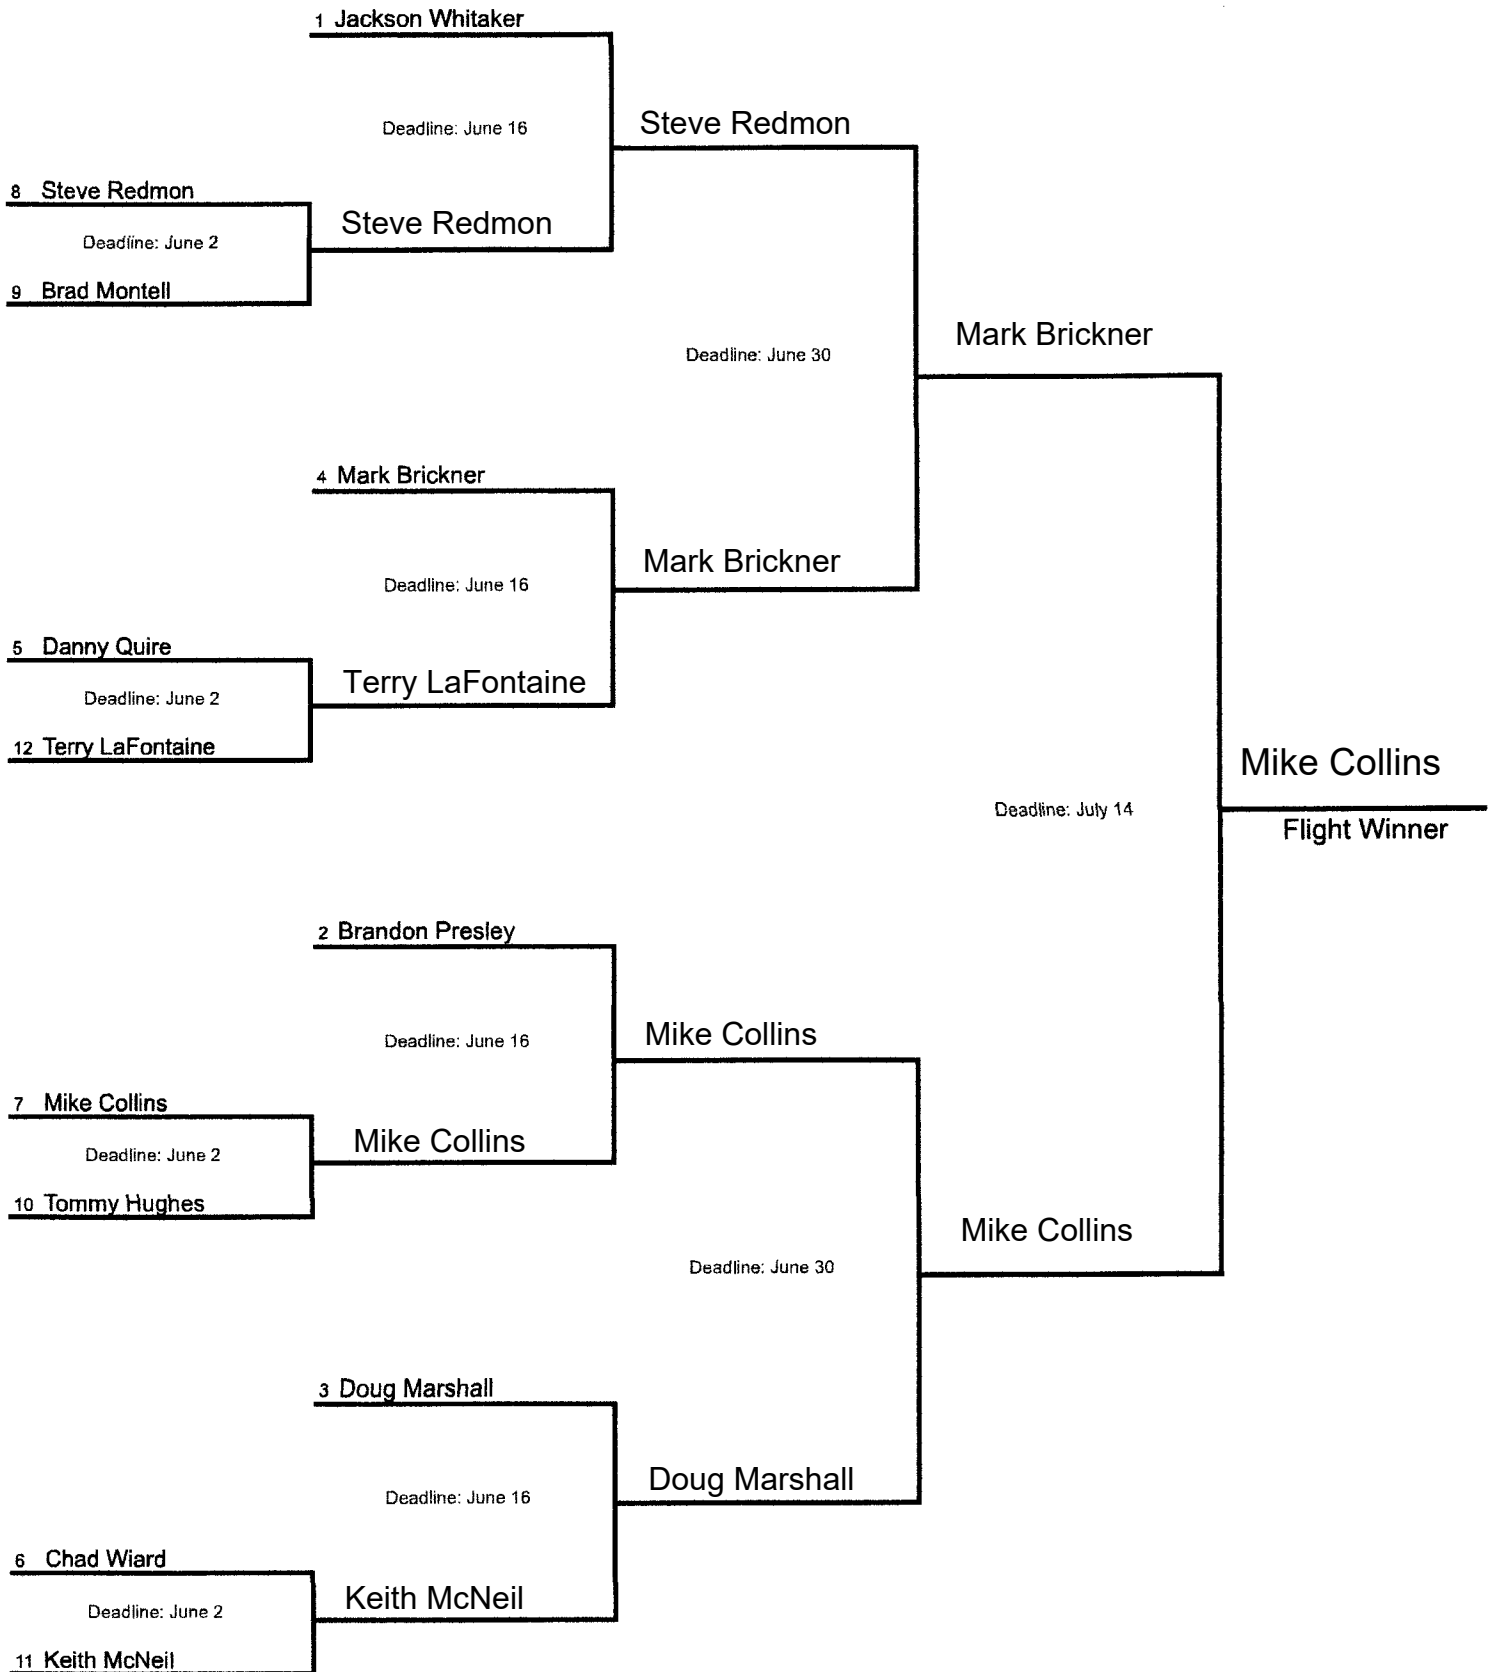 1 Jackson Whitaker
Deadline: June 16
Steve Redmon
8 Steve Redmon
Deadline: June 2
Steve Redmon
9 Brad Montell
Deadline: June 30
Mark Brickner
4 Mark Brickner
Deadline: June 16
Mark Brickner
5 Danny Quire
Deadline: June 2
Terry LaFontaine
12 Terry LaFontaine
Mike Collins
Deadline: July 14
Flight Winner
2 Brandon Presley
Deadline: June 16
Mike Collins
7 Mike Collins
Deadline: June 2
Mike Collins
10 Tommy Hughes
Deadline: June 30
Mike Collins
3 Doug Marshall
Deadline: June 16
Doug Marshall
6 Chad Wiard
Deadline: June 2
Keith McNeil
11 Keith McNeil